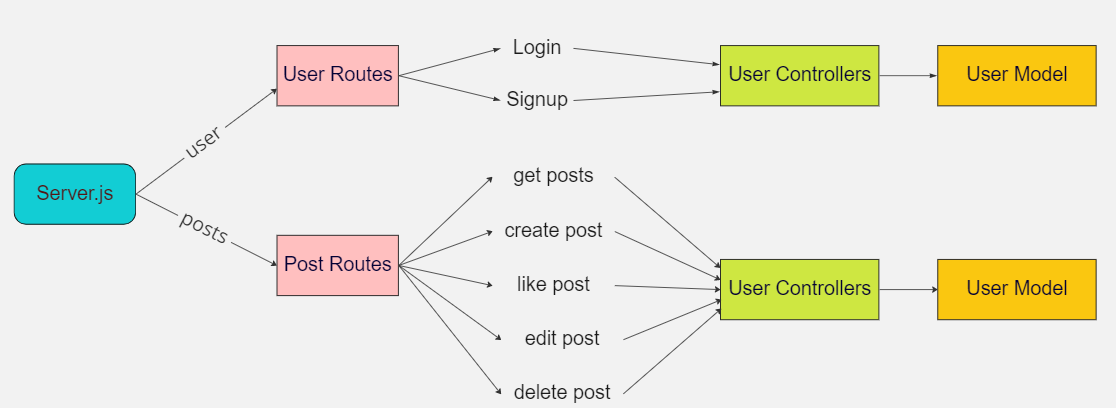 Server.js
user
posts
User Routes
Login
Signup
User Controllers
User Model
Post Routes
get posts
create post
like post
edit post
delete post
User Controllers
User Model